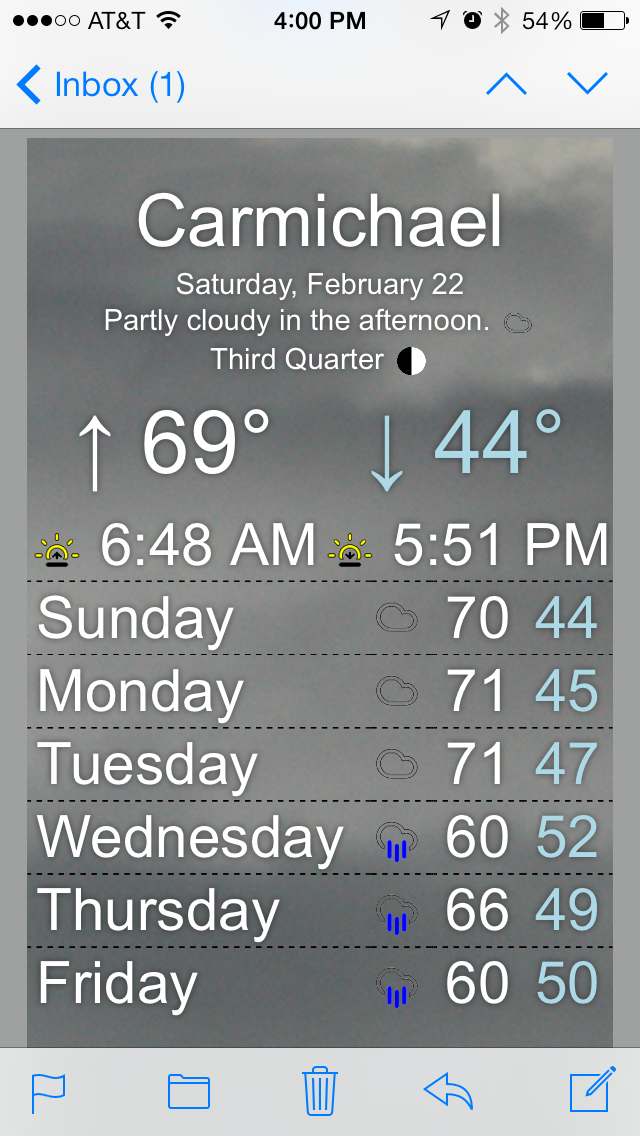 AT&T 4:00 PM 54%
Inbox (1)
Carmichael
Saturday, February 22
Partly cloudy in the afternoon.
Third Quarter
↑ 69° ↓ 44°
6:48 AM 5:51 PM
Sunday 70 44
Monday 71 45
Tuesday 71 47
Wednesday 60 52
Thursday 66 49
Friday 60 50